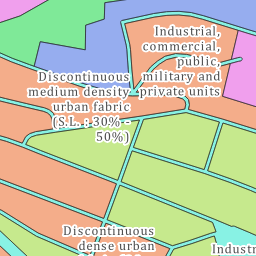 Industrial,
commercial,
public,
military and
private units
Discontinuous
medium density
urban fabric
(S.L. : 30% -
50%)
Discontinuous
dense urban
Industr